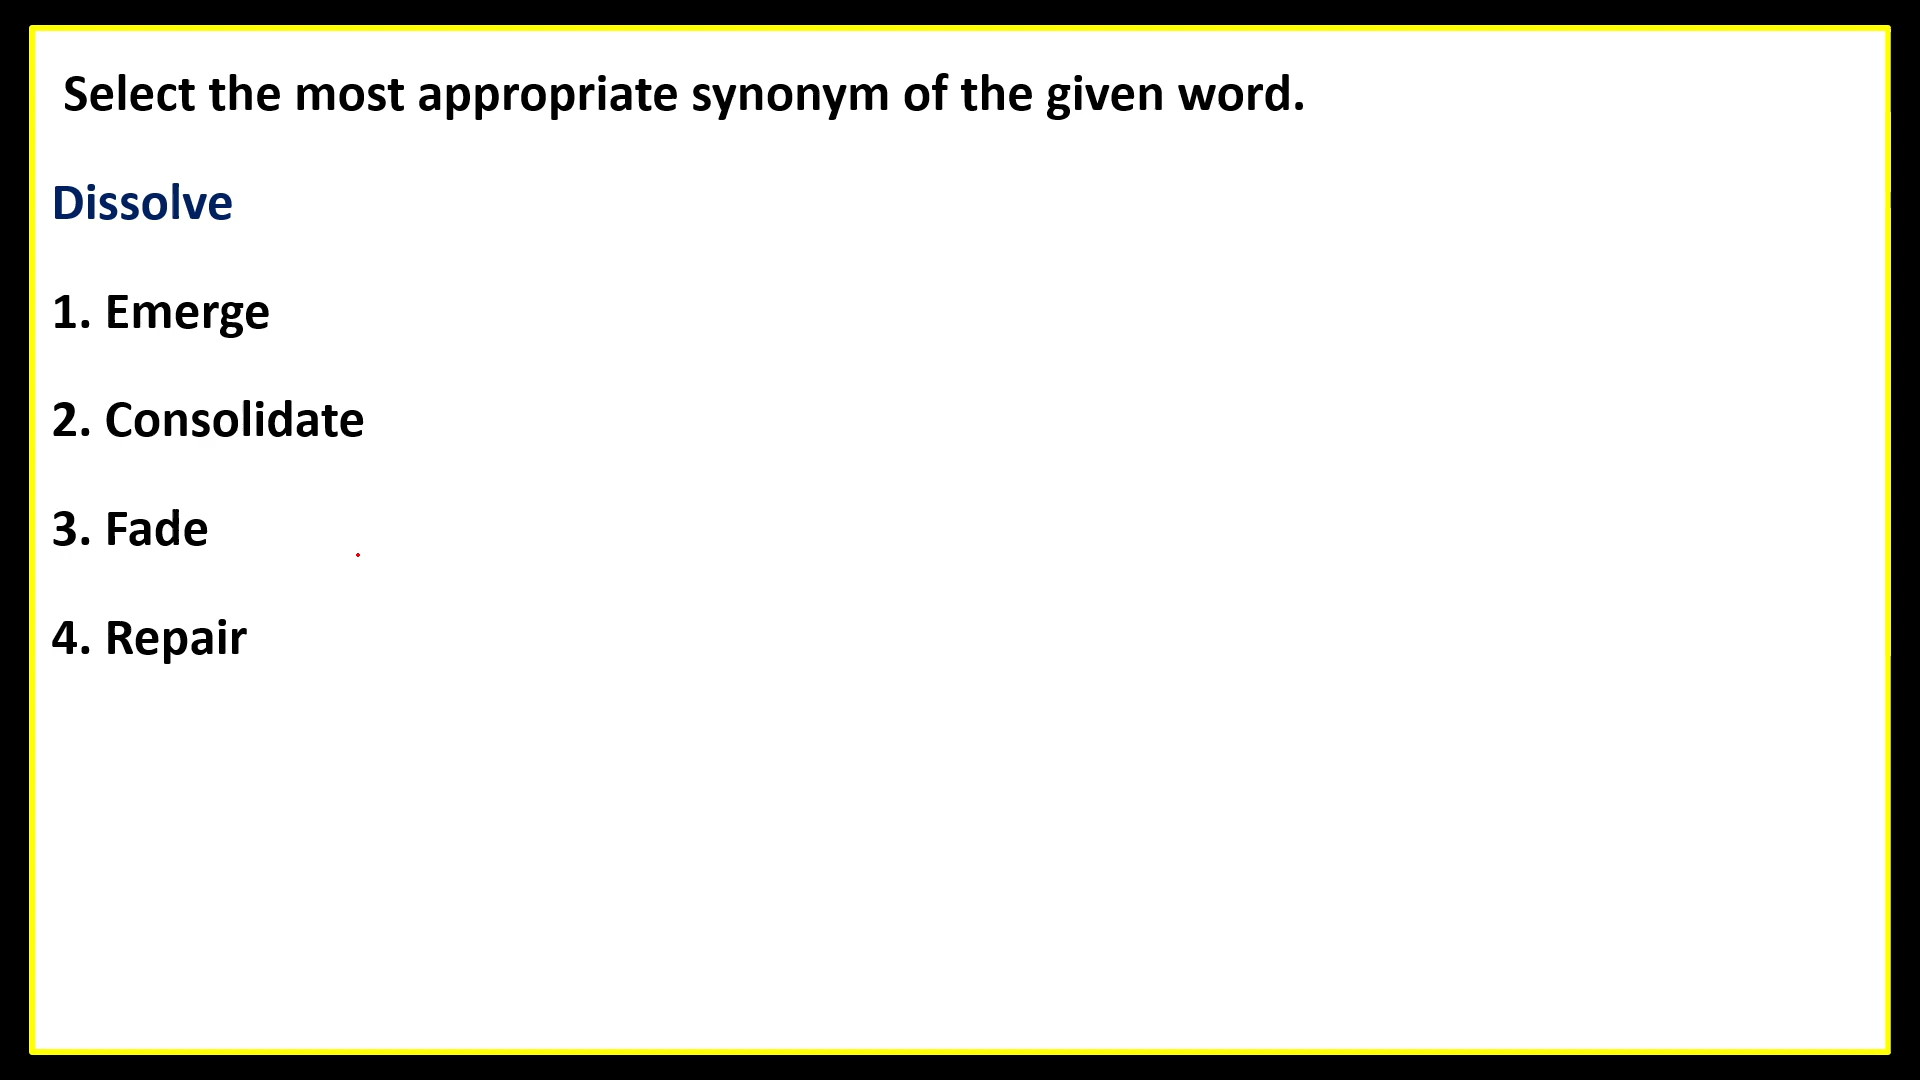 Select the most appropriate synonym of the given word.
Dissolve
1. Emerge
2. Consolidate
3. Fade
4. Repair